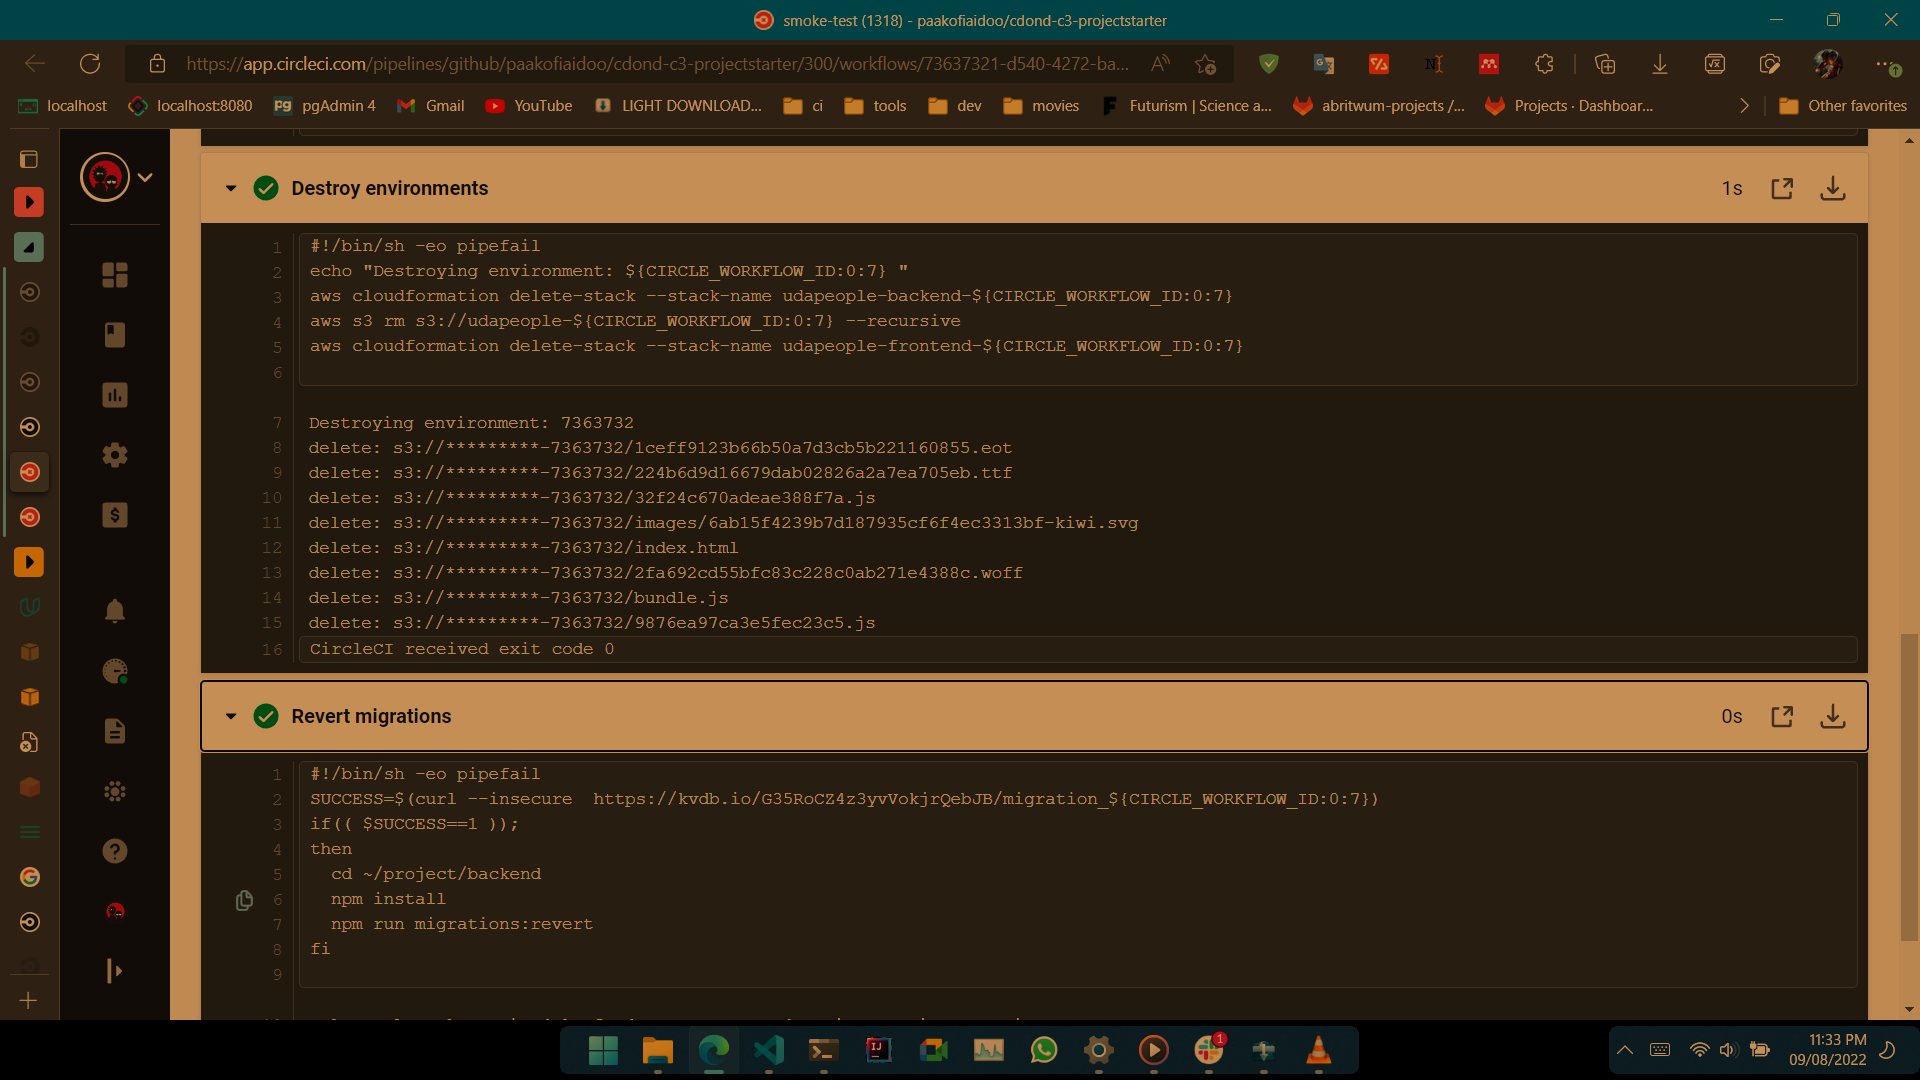 smoke-test (1318) - paakofiaidoo/cdond-c3-projectstarter
https://app.circleci.com/pipelines/github/paakofiaidoo/cdond-c3-projectstarter/300/workflows/73637321-d540-4272-ba...
localhost
localhost:8080
pgAdmin 4
Gmail
YouTube
LIGHT DOWNLOAD...
ci
tools
dev
movies
Futurism | Science a...
abritwum-projects /...
Projects · Dashboar...
Other favorites
Destroy environments
1s
1 #!/bin/sh -eo pipefail
2 echo "Destroying environment: ${CIRCLE_WORKFLOW_ID:0:7} "
3 aws cloudformation delete-stack --stack-name udapeople-backend-${CIRCLE_WORKFLOW_ID:0:7}
4 aws s3 rm s3://udapeople-${CIRCLE_WORKFLOW_ID:0:7} --recursive
5 aws cloudformation delete-stack --stack-name udapeople-frontend-${CIRCLE_WORKFLOW_ID:0:7}
6
7 Destroying environment: 7363732
8 delete: s3://*********-7363732/1ceff9123b66b50a7d3cb5b221160855.eot
9 delete: s3://*********-7363732/224b6d9d16679dab02826a2a7ea705eb.ttf
10 delete: s3://*********-7363732/32f24c670adeae388f7a.js
11 delete: s3://*********-7363732/images/6ab15f4239b7d187935cf6f4ec3313bf-kiwi.svg
12 delete: s3://*********-7363732/index.html
13 delete: s3://*********-7363732/2fa692cd55bfc83c228c0ab271e4388c.woff
14 delete: s3://*********-7363732/bundle.js
15 delete: s3://*********-7363732/9876ea97ca3e5fec23c5.js
16 CircleCI received exit code 0
Revert migrations
0s
1 #!/bin/sh -eo pipefail
2 SUCCESS=$(curl --insecure  https://kvdb.io/G35RoCZ4z3yvVokjrQebJB/migration_${CIRCLE_WORKFLOW_ID:0:7})
3 if(( $SUCCESS==1 ));
4 then
5 cd ~/project/backend
6 npm install
7 npm run migrations:revert
8 fi
9
11:33 PM
09/08/2022